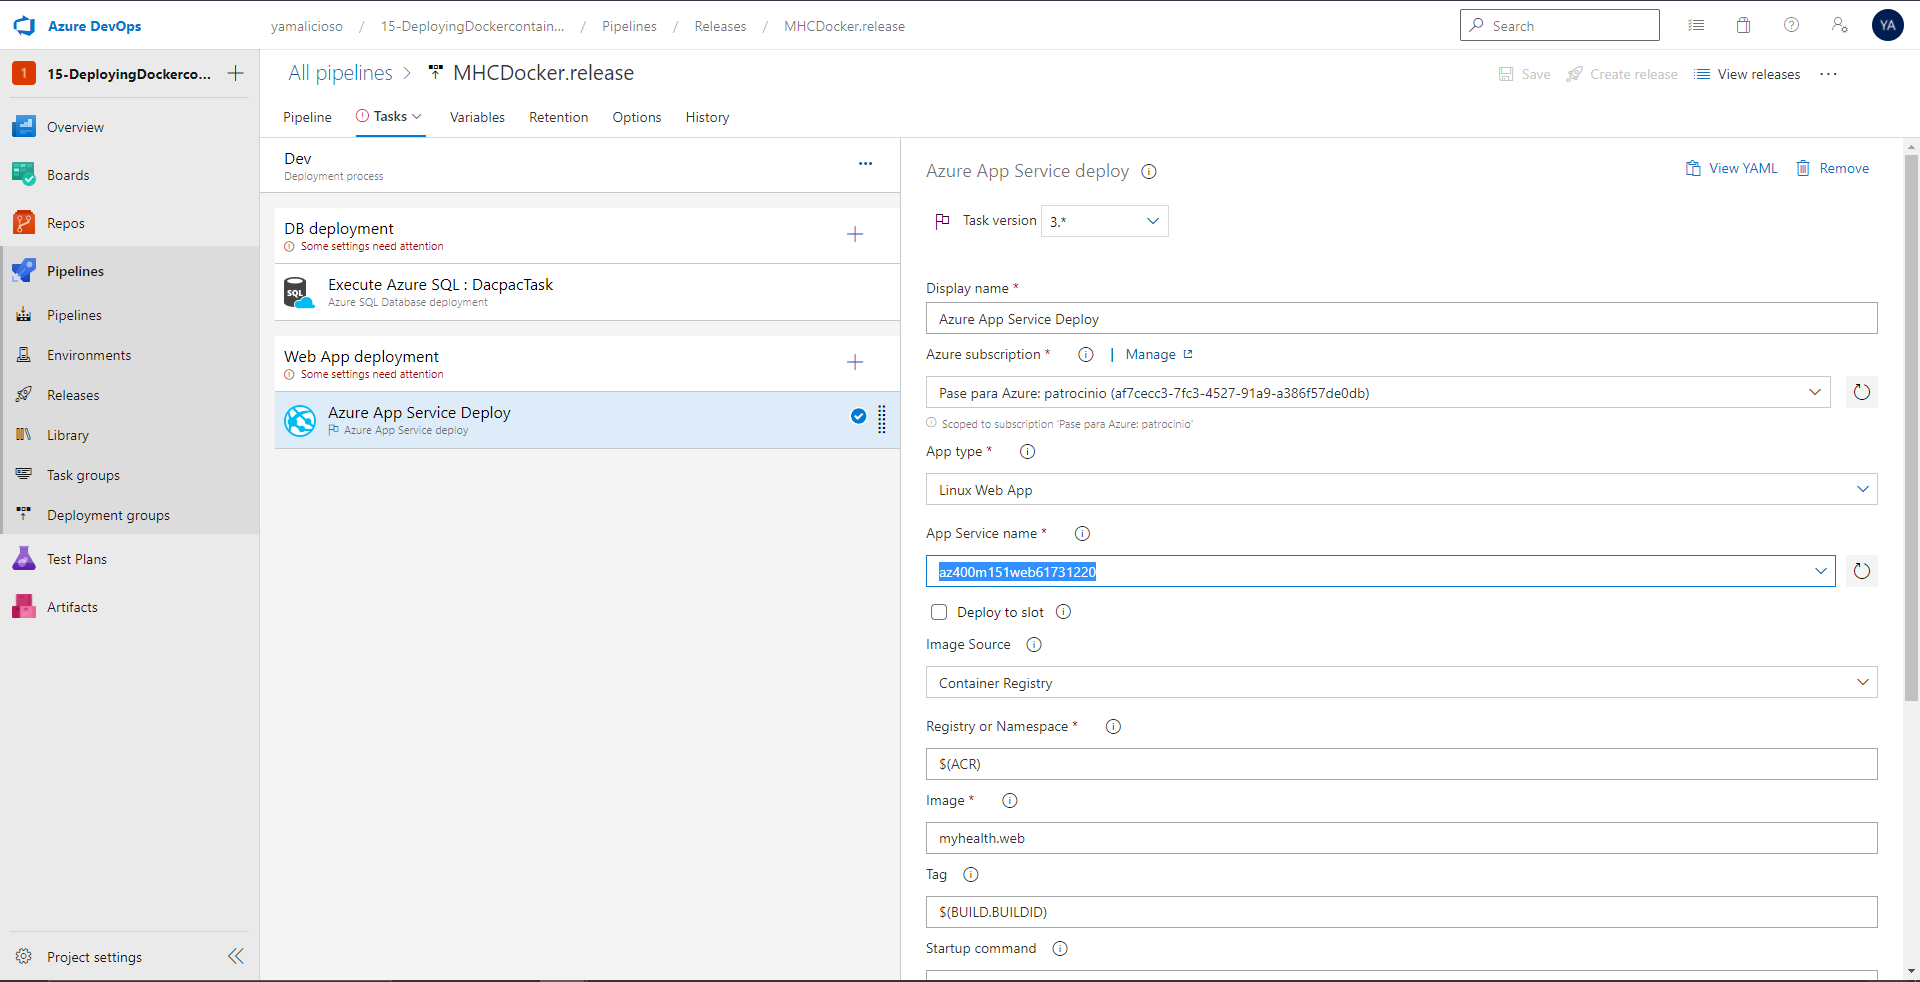 Azure DevOps
yamalicioso / 15-DeployingDockercontain... / Pipelines / Releases / MHCDocker.release
Search
YA
1 15-DeployingDockerco...
Overview
Boards
Repos
Pipelines
Pipelines
Environments
Releases
Library
Task groups
Deployment groups
Test Plans
Artifacts
Project settings
All pipelines > MHCDocker.release
Save
Create release
View releases
Pipeline
Tasks
Variables
Retention
Options
History
Dev
Deployment process
DB deployment
Some settings need attention
SQL
Execute Azure SQL : DacpacTask
Azure SQL Database deployment
Web App deployment
Some settings need attention
Azure App Service Deploy
Azure App Service deploy
Azure App Service deploy
View YAML
Remove
Task version 3.*
Display name *
Azure App Service Deploy
Azure subscription * | Manage
Pase para Azure: patrocinio (af7cecc3-7fc3-4527-91a9-a386f57de0db)
Scoped to subscription 'Pase para Azure: patrocinio'
App type *
Linux Web App
App Service name *
az400m151web61731220
Deploy to slot
Image Source
Container Registry
Registry or Namespace *
$(ACR)
Image *
myhealth.web
Tag
$(BUILD.BUILDID)
Startup command